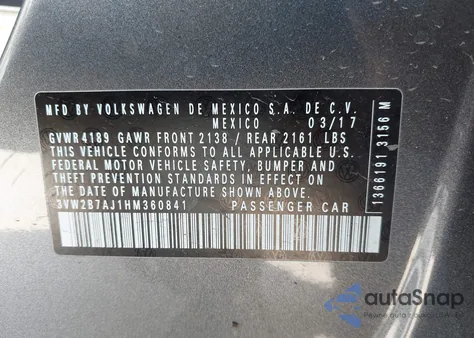 MFD BY VOLKSWAGEN DE MEXICO S.A. DE C.V.
MEXICO 03/17
GVWR4189 GAWR FRONT 2138 / REAR 2161 LBS
THIS VEHICLE CONFORMS TO ALL APPLICABLE U.S.
FEDERAL MOTOR VEHICLE SAFETY, BUMPER AND
THEFT PREVENTION STANDARDS IN EFFECT ON THE
DATE OF MANUFACTURE SHOWN ABOVE.
3VW2B7AJ1HM360841 PASSENGER CAR
1366191 3156 M
autoSnap